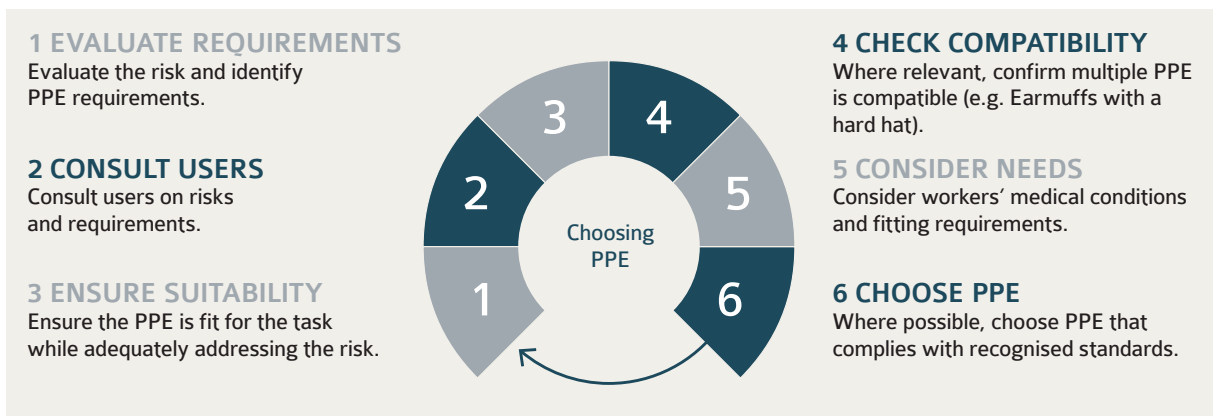 1 EVALUATE REQUIREMENTS
Evaluate the risk and identify
PPE requirements.
2 CONSULT USERS
Consult users on risks
and requirements.
3 ENSURE SUITABILITY
Ensure the PPE is fit for the task
while adequately addressing the risk.
1
2
3
4
5
6
Choosing
PPE
4 CHECK COMPATIBILITY
Where relevant, confirm multiple PPE
is compatible (e.g. Earmuffs with a
hard hat).
5 CONSIDER NEEDS
Consider workers’ medical conditions
and fitting requirements.
6 CHOOSE PPE
Where possible, choose PPE that
complies with recognised standards.